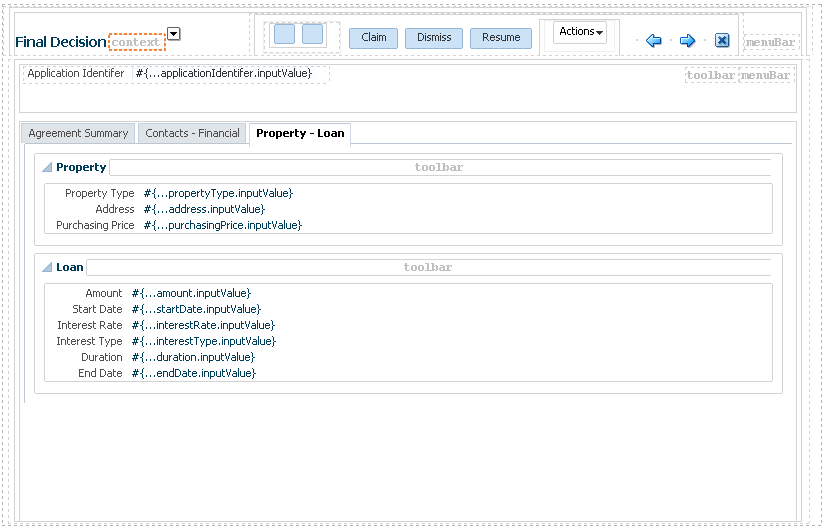 Final Decision context Claim Dismiss Resume Actions menuBar
Application Identifer #{...applicationIdentifer.inputValue} toolbar menuBar
Agreement Summary Contacts - Financial Property - Loan
Property toolbar
Property Type #{...propertyType.inputValue}
Address #{...address.inputValue}
Purchasing Price #{...purchasingPrice.inputValue}
Loan toolbar
Amount #{...amount.inputValue}
Start Date #{...startDate.inputValue}
Interest Rate #{...interestRate.inputValue}
Interest Type #{...interestType.inputValue}
Duration #{...duration.inputValue}
End Date #{...endDate.inputValue}